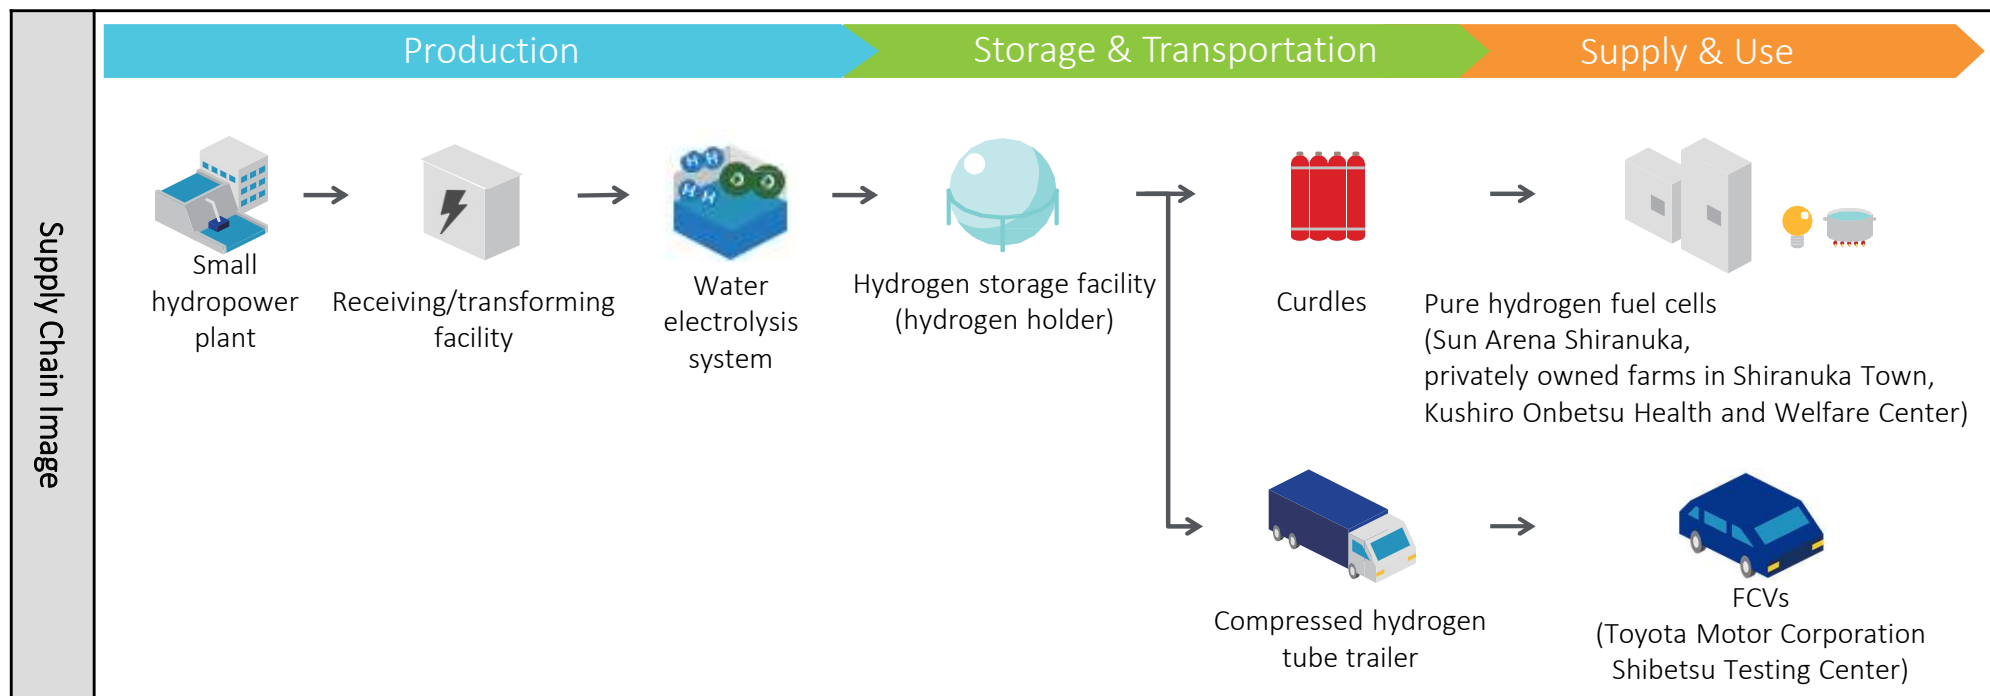 Supply Chain Image
Production
Storage & Transportation
Supply & Use
Small
hydropower
plant
Receiving/transforming
facility
H H
H H
O O
Water
electrolysis
system
Hydrogen storage facility
(hydrogen holder)
Curdles
Pure hydrogen fuel cells
(Sun Arena Shiranuka,
privately owned farms in Shiranuka Town,
Kushiro Onbetsu Health and Welfare Center)
Compressed hydrogen
tube trailer
FCVs
(Toyota Motor Corporation
Shibetsu Testing Center)